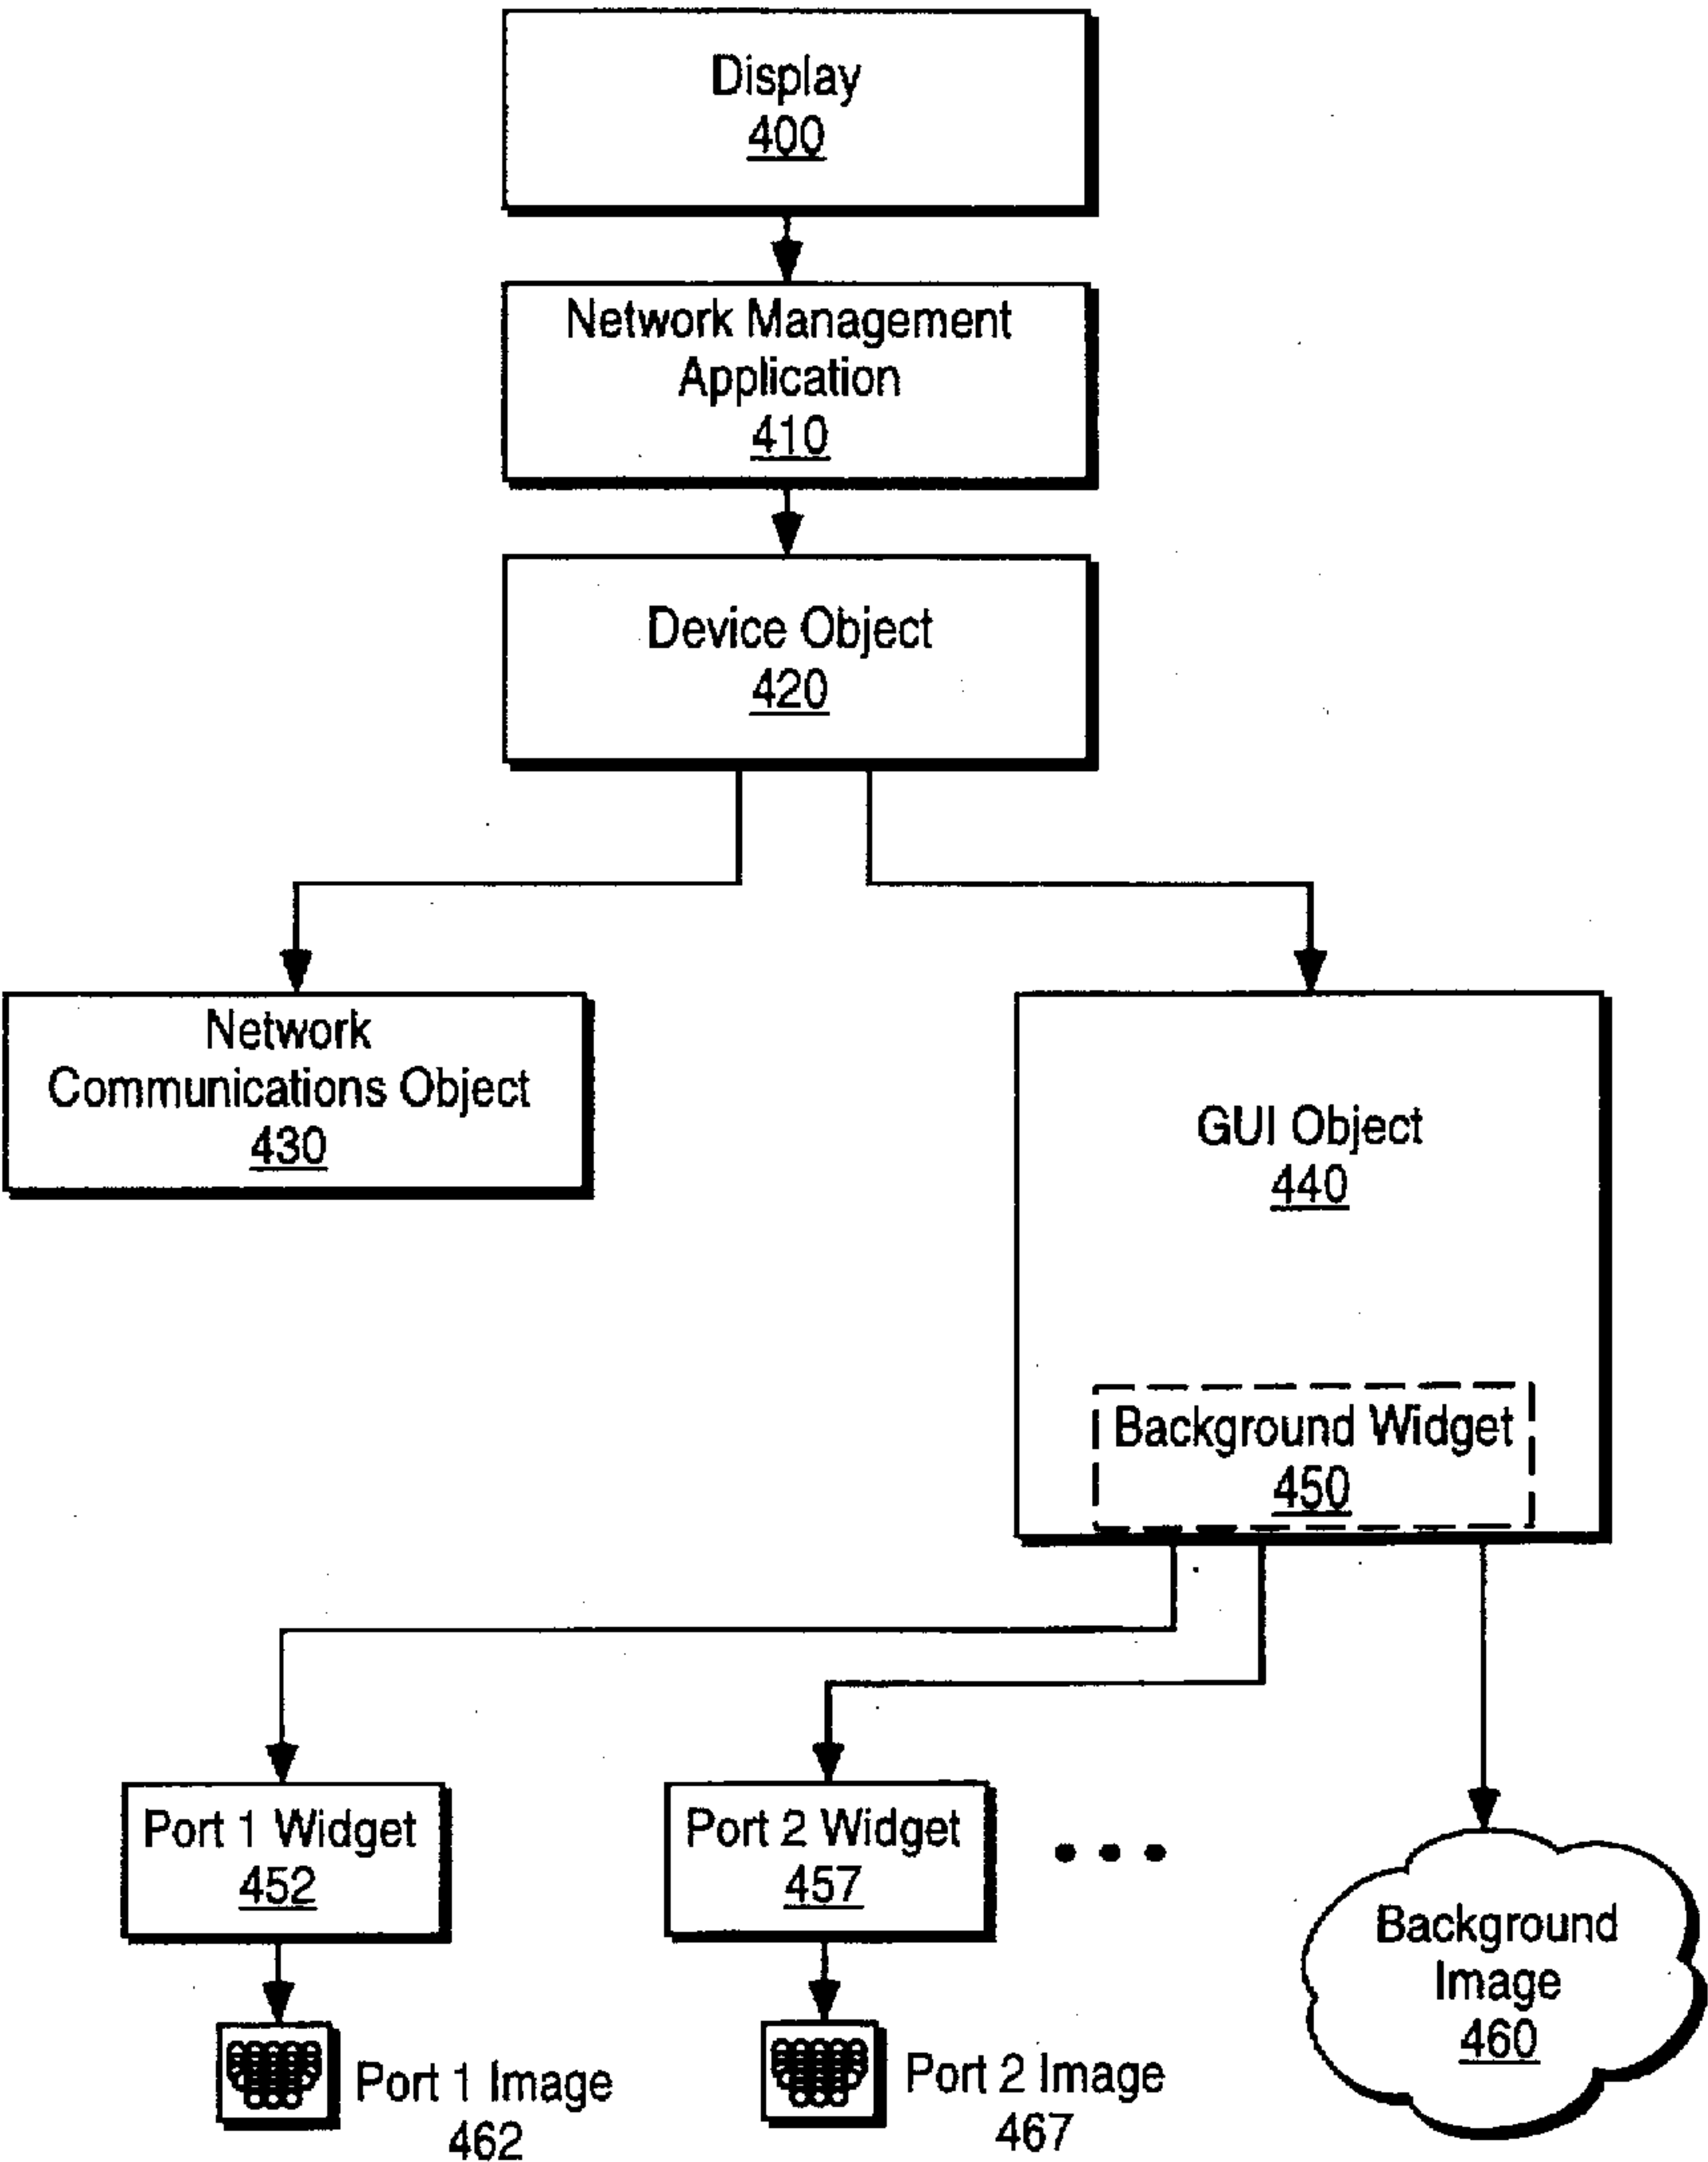 Display
400
Network Management
Application
410
Device Object
420
Network
Communications Object
430
GUI Object
440
Background Widget
450
Port 1 Widget
452
Port 2 Widget
457
Background
Image
460
Port 1 Image
462
Port 2 Image
467